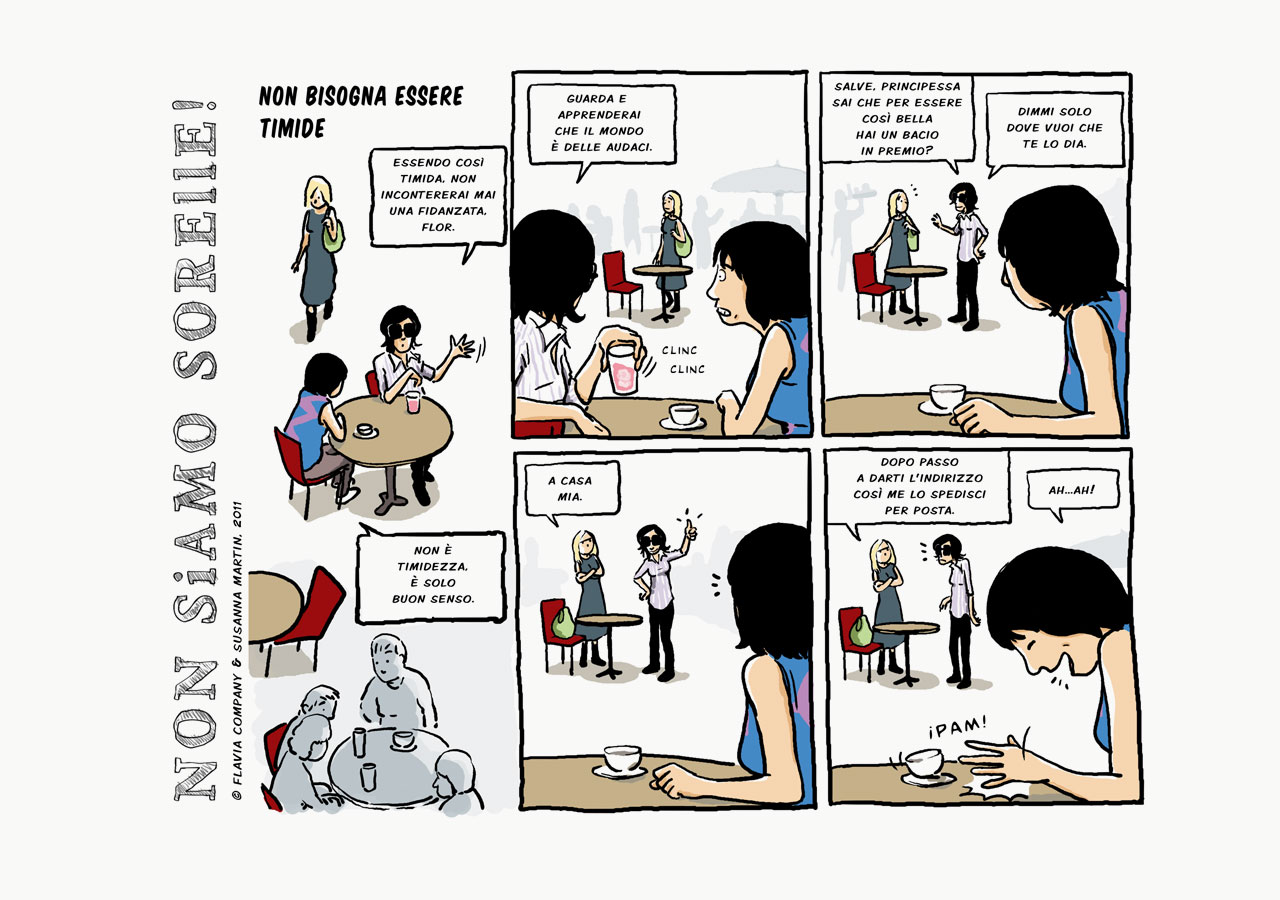 NON SiAMO SOREllE!
© FLAVIA COMPANY & SUSANNA MARTIN, 2011
NON BISOGNA ESSERE
TIMIDE
ESSENDO COSÌ
TIMIDA, NON
INCONTERERAI MAI
UNA FIDANZATA,
FLOR.
NON È
TIMIDEZZA,
È SOLO
BUON SENSO.
GUARDA E
APPRENDERAI
CHE IL MONDO
È DELLE AUDACI.
CLINC
CLINC
SALVE, PRINCIPESSA
SAI CHE PER ESSERE
COSÌ BELLA
HAI UN BACIO
IN PREMIO?
DIMMI SOLO
DOVE VUOI CHE
TE LO DIA.
A CASA
MIA.
DOPO PASSO
A DARTI L'INDIRIZZO
COSÌ ME LO SPEDISCI
PER POSTA.
AH...AH!
¡PAM!